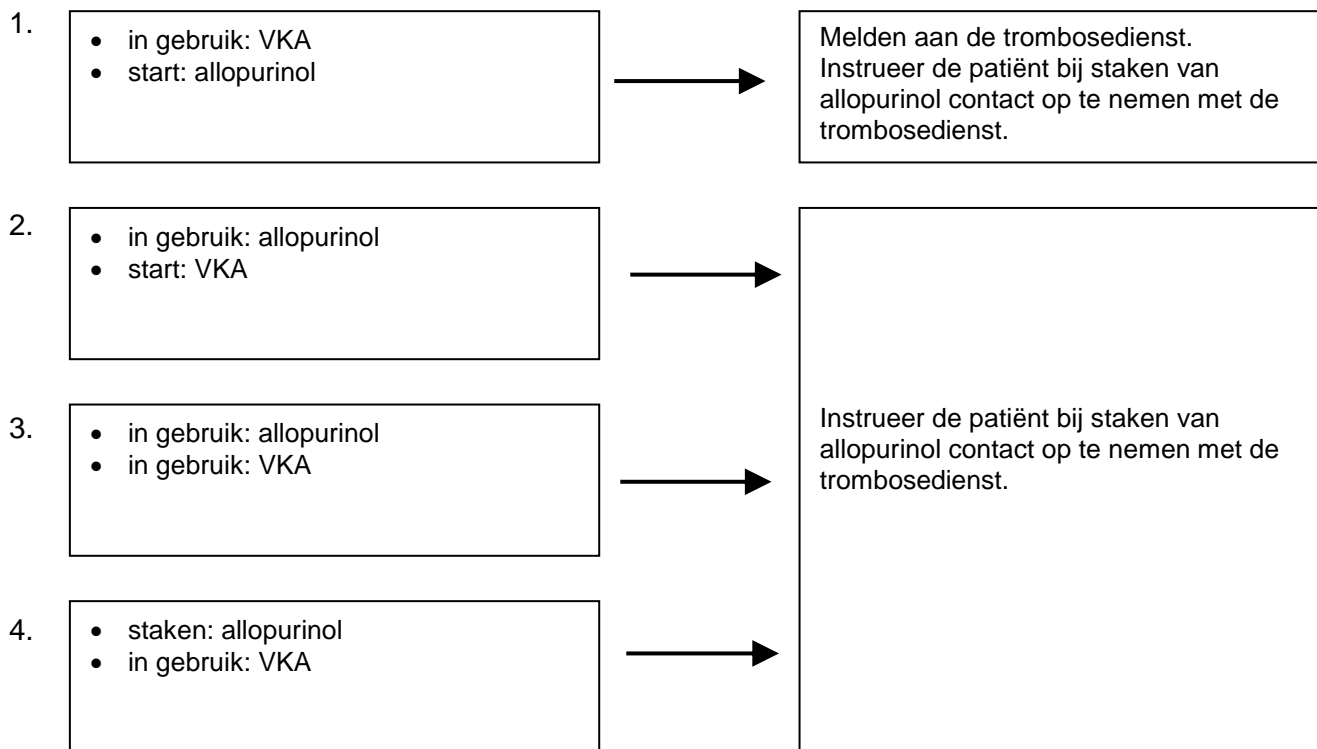 1.
• in gebruik: VKA
• start: allopurinol
Melden aan de trombosedienst.
Instrueer de patiënt bij staken van
allopurinol contact op te nemen met de
trombosedienst.
2.
• in gebruik: allopurinol
• start: VKA
3.
• in gebruik: allopurinol
• in gebruik: VKA
Instrueer de patiënt bij staken van
allopurinol contact op te nemen met de
trombosedienst.
4.
• staken: allopurinol
• in gebruik: VKA